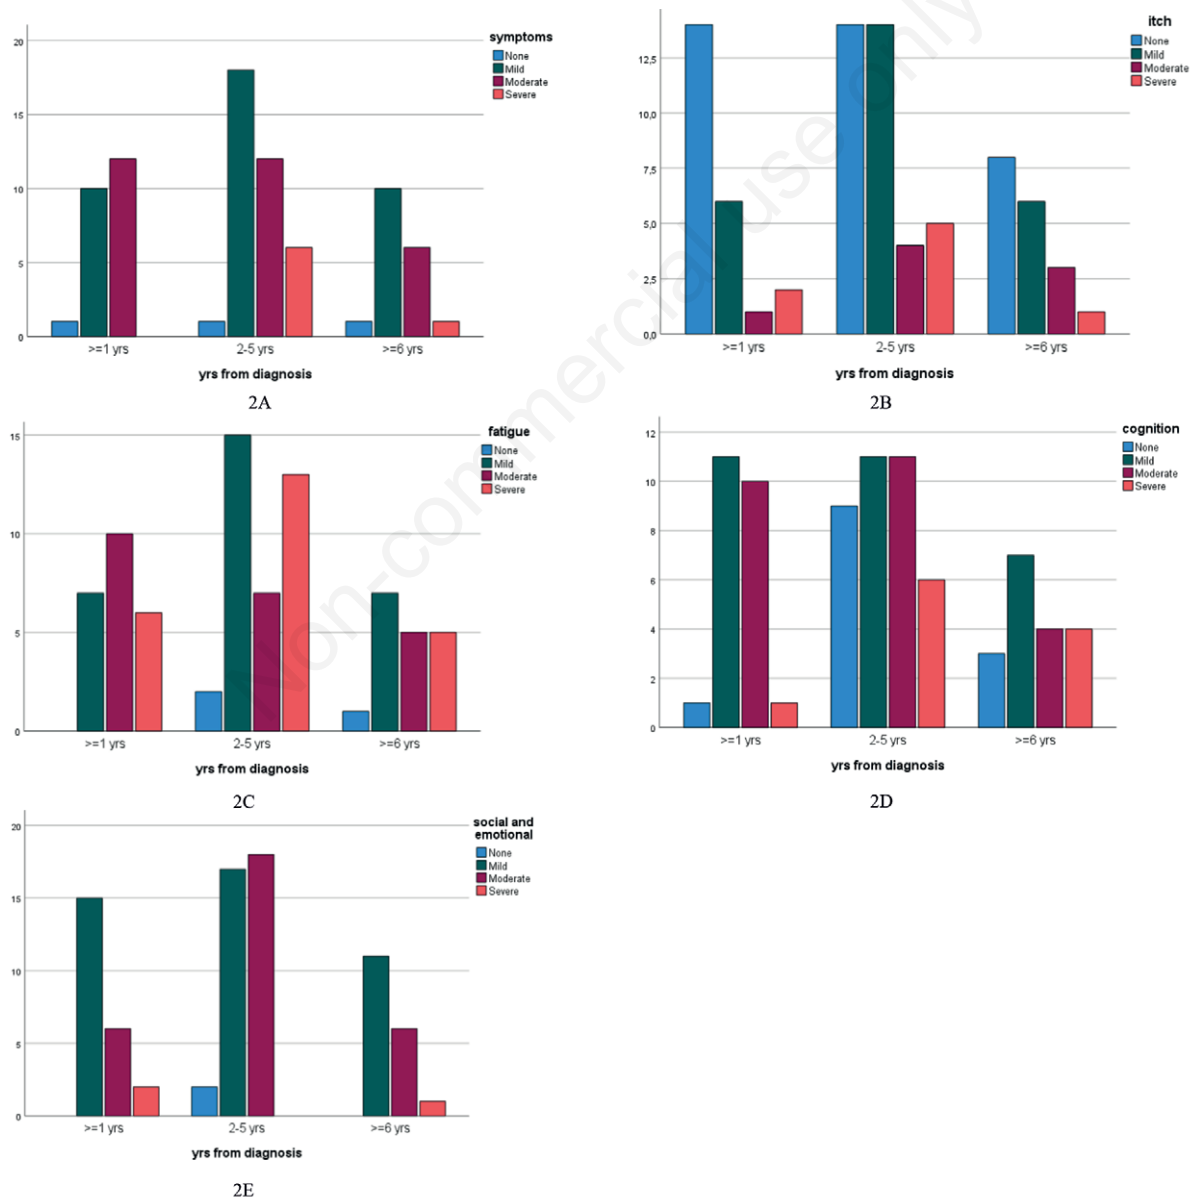 symptoms
None
Mild
Moderate
Severe
20
15
10
5
0
>=1 yrs 2-5 yrs >=6 yrs
yrs from diagnosis
2A
itch
None
Mild
Moderate
Severe
12,5
10,0
7,5
5,0
2,5
0,0
>=1 yrs 2-5 yrs >=6 yrs
yrs from diagnosis
2B
fatigue
None
Mild
Moderate
Severe
15
10
5
0
>=1 yrs 2-5 yrs >=6 yrs
yrs from diagnosis
2C
cognition
None
Mild
Moderate
Severe
12
10
8
6
4
2
0
>=1 yrs 2-5 yrs >=6 yrs
yrs from diagnosis
2D
social and
emotional
None
Mild
Moderate
Severe
20
15
10
5
0
>=1 yrs 2-5 yrs >=6 yrs
yrs from diagnosis
2E
Non-commercial use only